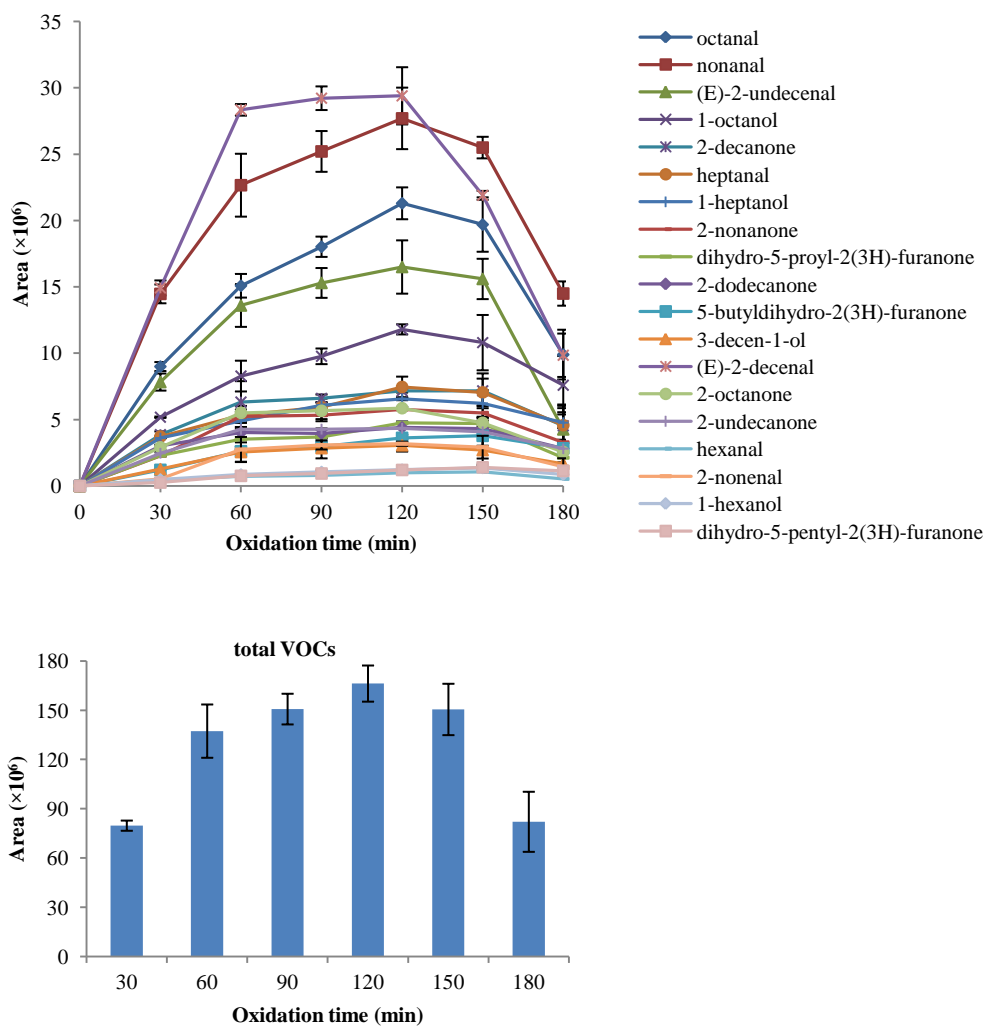 35
30
25
20
15
10
5
0
Area (×10⁶)
0 30 60 90 120 150 180
Oxidation time (min)
octanal
nonanal
(E)-2-undecenal
1-octanol
2-decanone
heptanal
1-heptanol
2-nonanone
dihydro-5-proyl-2(3H)-furanone
2-dodecanone
5-butyldihydro-2(3H)-furanone
3-decen-1-ol
(E)-2-decenal
2-octanone
2-undecanone
hexanal
2-nonenal
1-hexanol
dihydro-5-pentyl-2(3H)-furanone
total VOCs
180
150
120
90
60
30
0
Area (×10⁶)
30 60 90 120 150 180
Oxidation time (min)